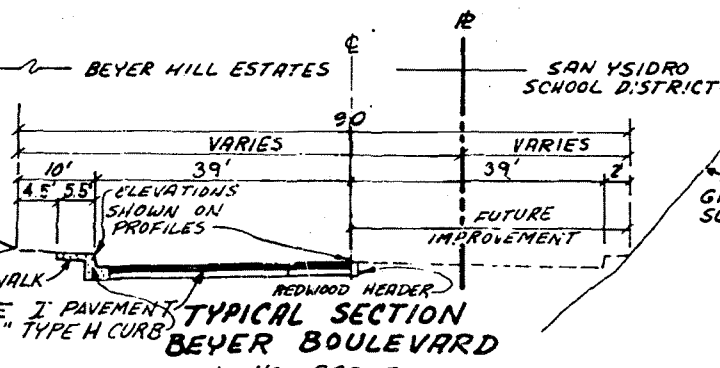 ℄
PL
BEYER HILL ESTATES
SAN YSIDRO
SCHOOL DISTRICT
90
VARIES
VARIES
10'
39'
39'
2'
4.5'
5.5'
ELEVATIONS
SHOWN ON
PROFILES
FUTURE
IMPROVEMENT
REDWOOD HEADER
I PAVEMENT
" TYPE H CURB
TYPICAL SECTION
BEYER BOULEVARD